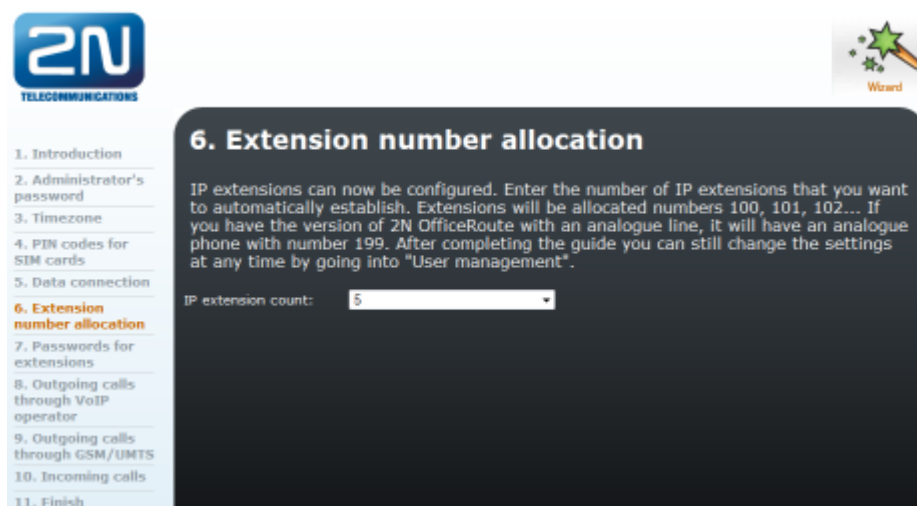 2N
TELECOMMUNICATIONS
Wizard
1. Introduction
2. Administrator's
password
3. Timezone
4. PIN codes for
SIM cards
5. Data connection
6. Extension
number allocation
7. Passwords for
extensions
8. Outgoing calls
through VoIP
operator
9. Outgoing calls
through GSM/UMTS
10. Incoming calls
11. Finish
6. Extension number allocation
IP extensions can now be configured. Enter the number of IP extensions that you want
to automatically establish. Extensions will be allocated numbers 100, 101, 102... If
you have the version of 2N OfficeRoute with an analogue line, it will have an analogue
phone with number 199. After completing the guide you can still change the settings
at any time by going into "User management".
IP extension count: 5